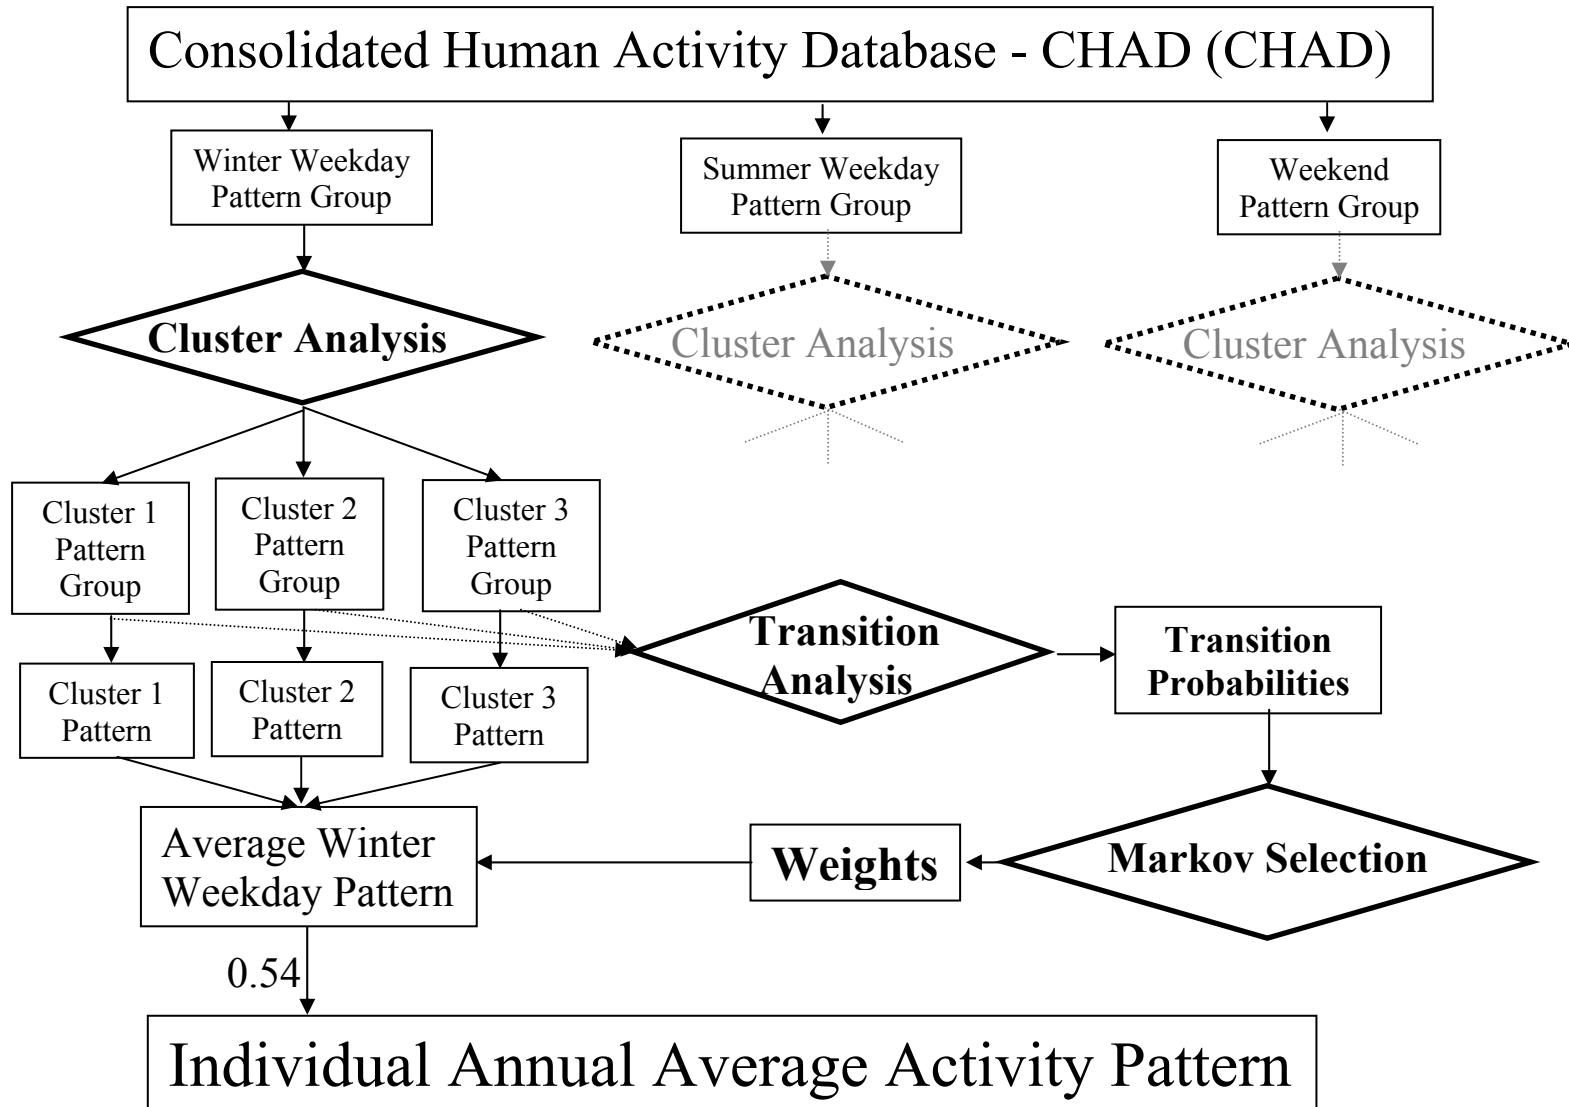 Consolidated Human Activity Database - CHAD (CHAD)
Winter Weekday
Pattern Group
Summer Weekday
Pattern Group
Weekend
Pattern Group
Cluster Analysis
Cluster Analysis
Cluster Analysis
Cluster 1
Pattern
Group
Cluster 2
Pattern
Group
Cluster 3
Pattern
Group
Transition
Analysis
Transition
Probabilities
Cluster 1
Pattern
Cluster 2
Pattern
Cluster 3
Pattern
Average Winter
Weekday Pattern
Weights
Markov Selection
0.54
Individual Annual Average Activity Pattern